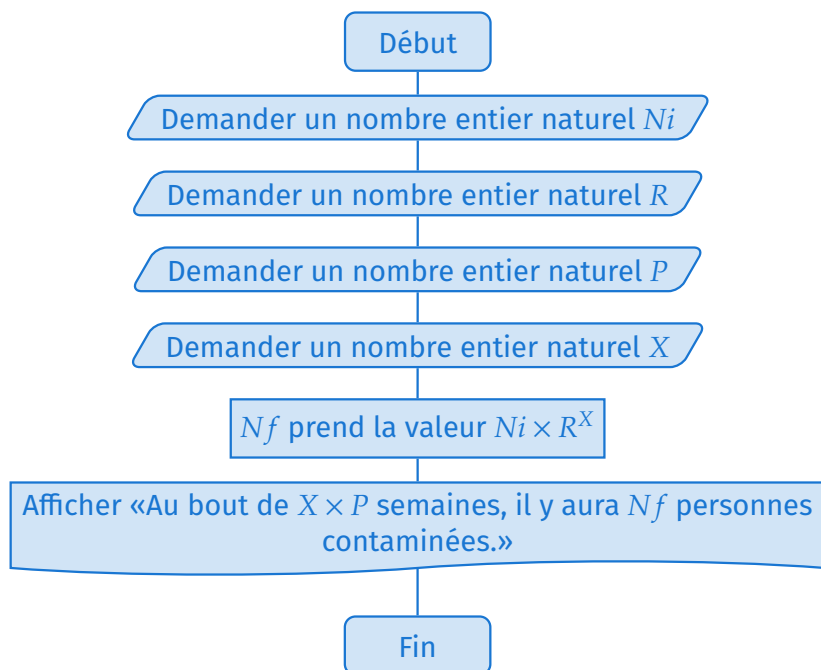 Début
Demander un nombre entier naturel Ni
Demander un nombre entier naturel R
Demander un nombre entier naturel P
Demander un nombre entier naturel X
Nf prend la valeur Ni × R^X
Afficher «Au bout de X × P semaines, il y aura Nf personnes
contaminées.»
Fin